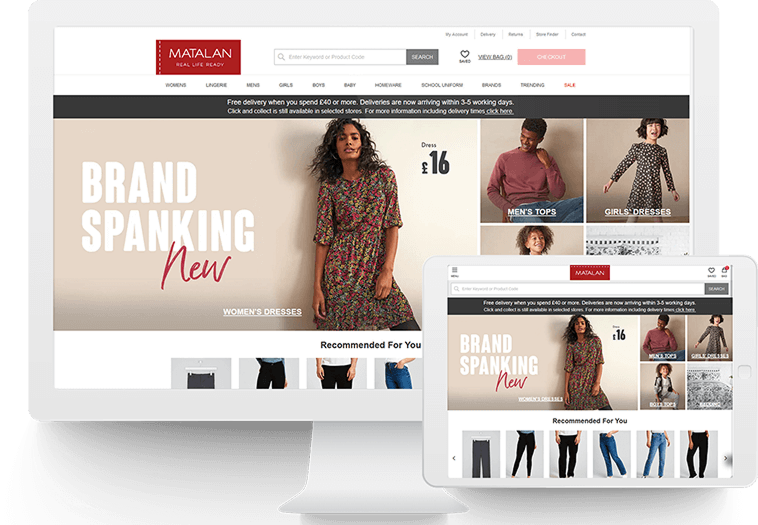 My Account Delivery Returns Store Finder Contact
MATALAN
REAL LIFE READY
Enter Keyword or Product Code SEARCH
SAVED VIEW BAG (0) CHECKOUT
WOMENS LINGERIE MENS GIRLS BOYS BABY HOMEWARE SCHOOL UNIFORM BRANDS TRENDING SALE
Free delivery when you spend £40 or more. Deliveries are now arriving within 3-5 working days.
Click and collect is still available in selected stores. For more information including delivery times click here.
BRAND
SPANKING
New
WOMEN'S DRESSES
Dress
£16
MEN'S TOPS
GIRLS' DRESSES
Recommended For You
MENU
MATALAN
SAVED BAG
Enter Keyword or Product Code SEARCH
Free delivery when you spend £40 or more. Deliveries are now arriving within 3-5 working days.
Click and collect is still available in selected stores. For more information including delivery times click here.
BRAND
SPANKING
New
WOMEN'S DRESSES
Dress
£16
MEN'S TOPS
GIRLS' DRESSES
BOYS TOPS
BEDDING
Recommended For You